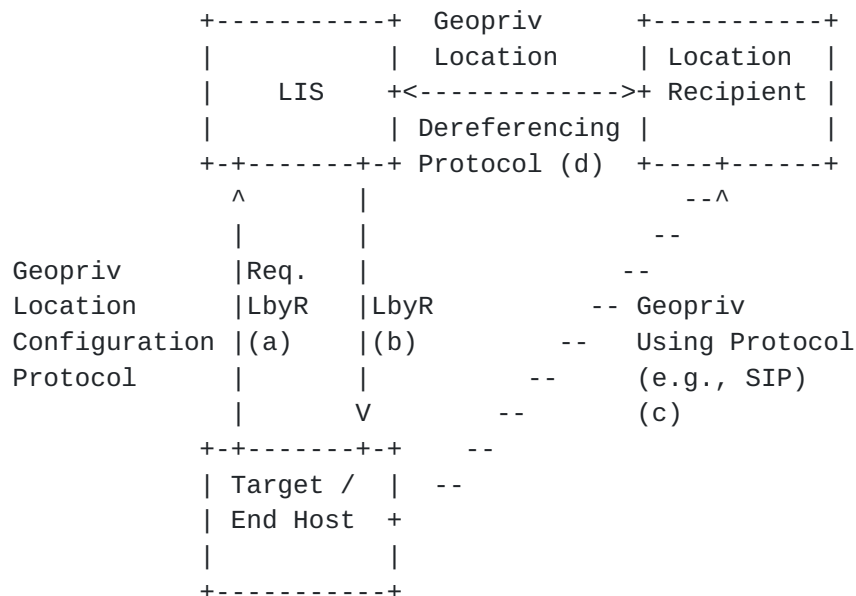 Geopriv
Location Location
LIS Recipient
Dereferencing
Protocol (d)
Geopriv Req.
Location LbyR LbyR Geopriv
Configuration (a) (b) Using Protocol
Protocol (e.g., SIP)
(c)
Target /
End Host